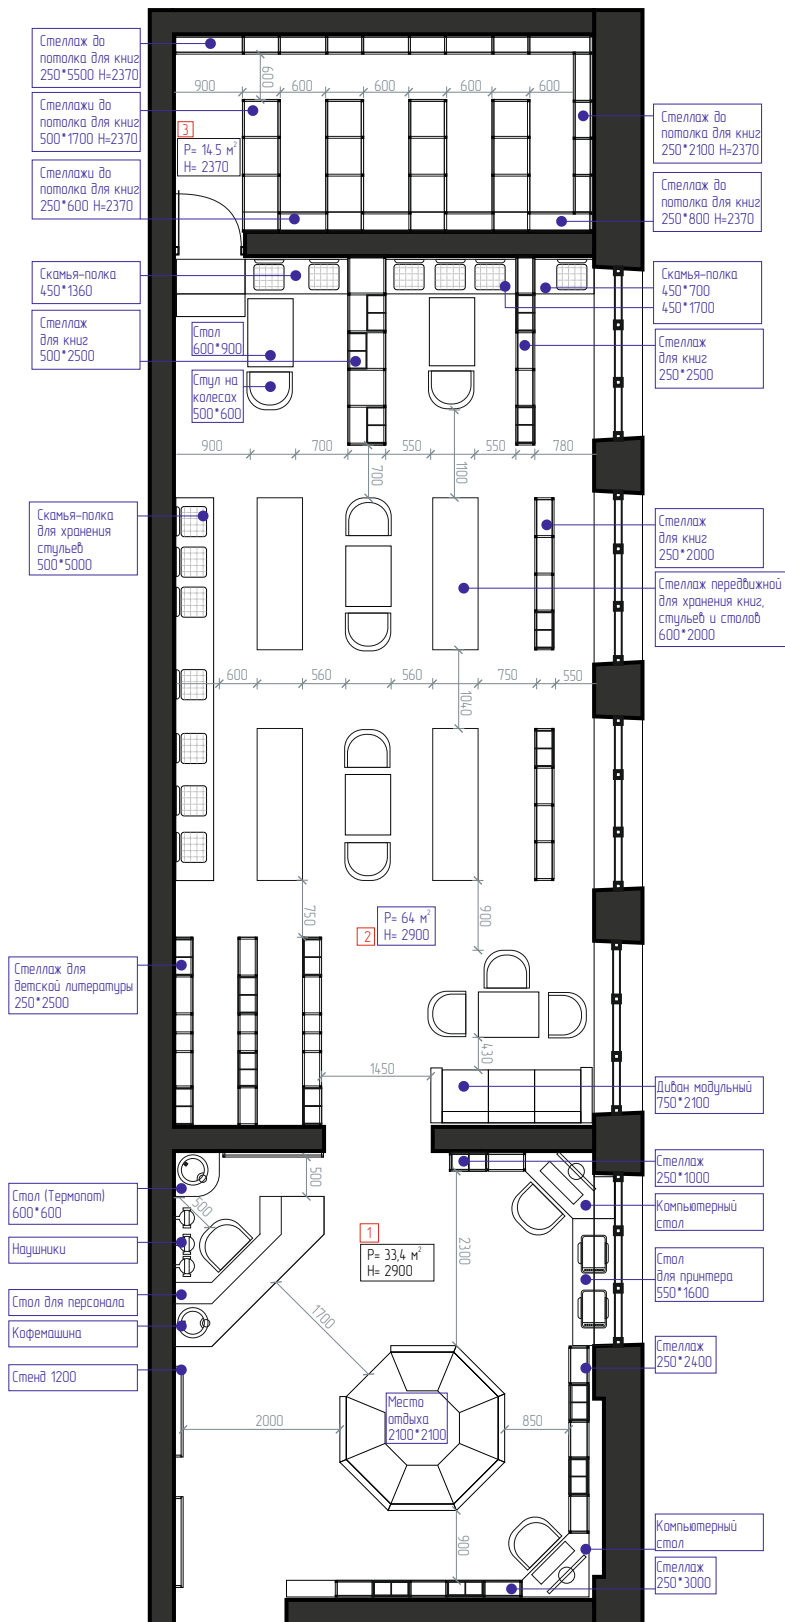 Стеллаж до
потолка для книг
250*5500 H=2370
Стеллажи до
потолка для книг
500*1700 H=2370
Стеллажи до
потолка для книг
250*600 H=2370
600
900
600
600
600
600
3
P= 14.5 м²
H= 2370
Стеллаж до
потолка для книг
250*2100 H=2370
Стеллаж до
потолка для книг
250*800 H=2370
Скамья-полка
450*1360
Стеллаж
для книг
500*2500
Стол
600*900
Стул на
колесах
500*600
Скамья-полка
450*700
450*1700
Стеллаж
для книг
250*2500
900
700
550
550
780
700
1100
Скамья-полка
для хранения
стульев
500*5000
Стеллаж
для книг
250*2000
Стеллаж передвижной
для хранения книг,
стульев и столов
600*2000
600
560
560
750
550
1040
750
2
P= 64 м²
H= 2900
900
Стеллаж для
детской литературы
250*2500
430
1450
Диван модульный
750*2100
Стол (Термопот)
600*600
Наушники
Стол для персонала
Кофемашина
Стенд 1200
500
500
1
P= 33,4 м²
H= 2900
2300
1700
Стеллаж
250*1000
Компьютерный
стол
Стол
для принтера
550*1600
Стеллаж
250*2400
Место
отдыха
2100*2100
2000
850
900
Компьютерный
стол
Стеллаж
250*3000